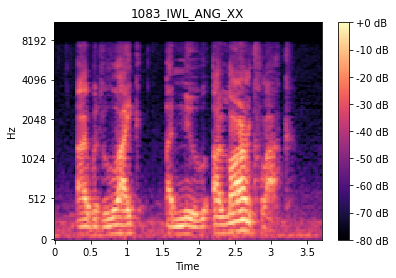 1083_IWL_ANG_XX
+0 dB
8192
-10 dB
4096
-20 dB
-30 dB
2048
Hz
-40 dB
1024
-50 dB
512
-60 dB
-70 dB
0
-80 dB
0 0.5 1 1.5 2 2.5 3 3.5
Time